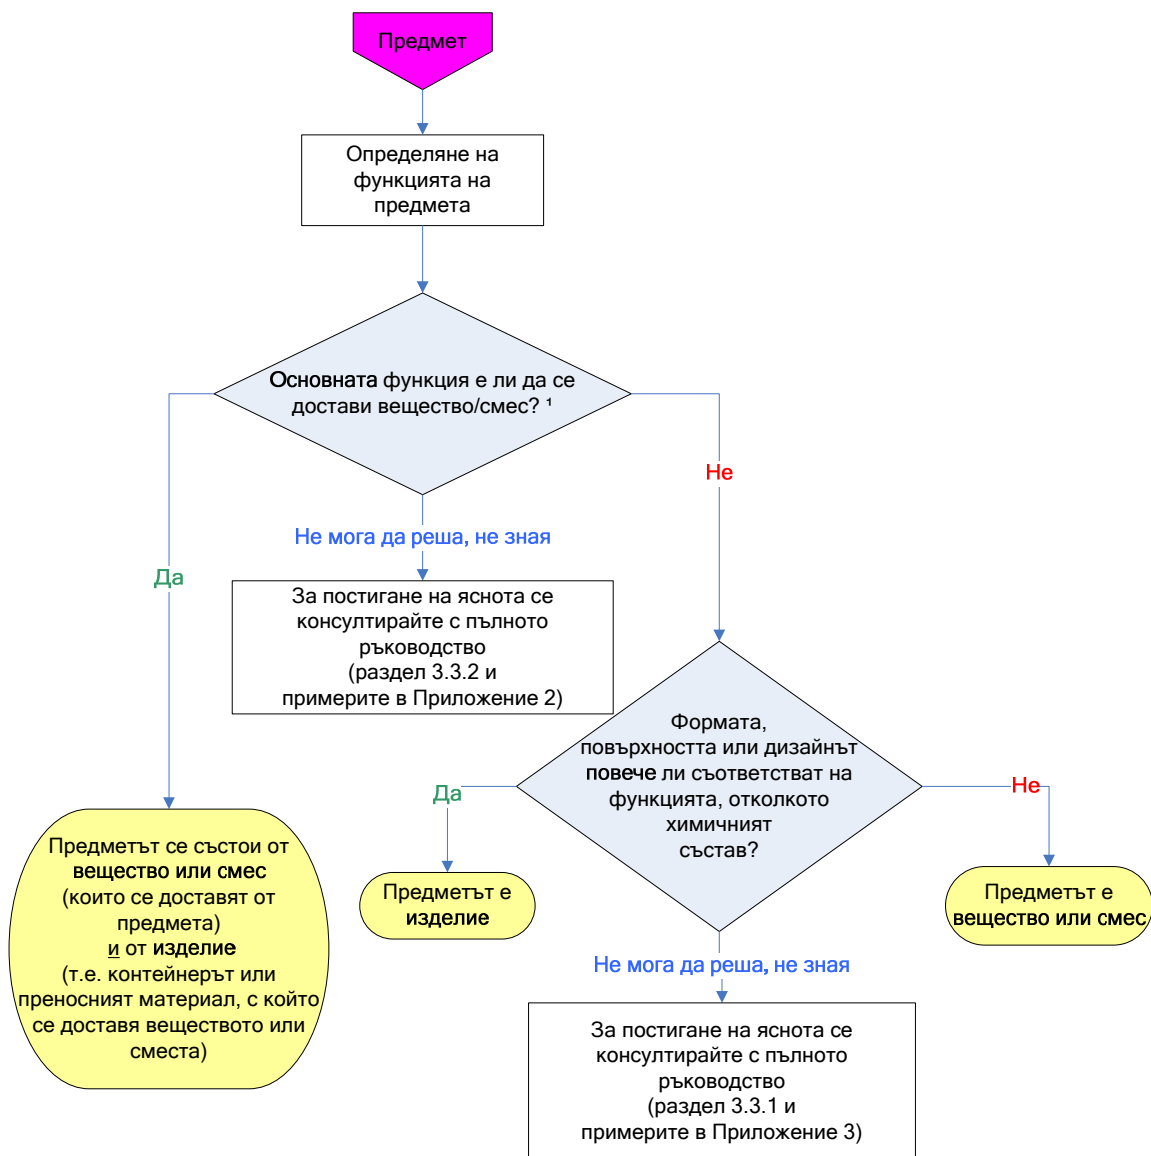 Предмет
Определяне на
функцията на
предмета
Основната функция е ли да се
достави вещество/смес? ¹
Не
Не мога да реша, не зная
Да
За постигане на яснота се
консултирайте с пълното
ръководство
(раздел 3.3.2 и
примерите в Приложение 2)
Формата,
повърхността или дизайнът
повече ли съответстват на
функцията, отколкото
химичният
състав?
Да
Не
Предметът се състои от
вещество или смес
(които се доставят от
предмета)
и от изделие
(т.е. контейнерът или
преносният материал, с който
се доставя веществото или
сместа)
Предметът е
изделие
Предметът е
вещество или смес
Не мога да реша, не зная
За постигане на яснота се
консултирайте с пълното
ръководство
(раздел 3.3.1 и
примерите в Приложение 3)